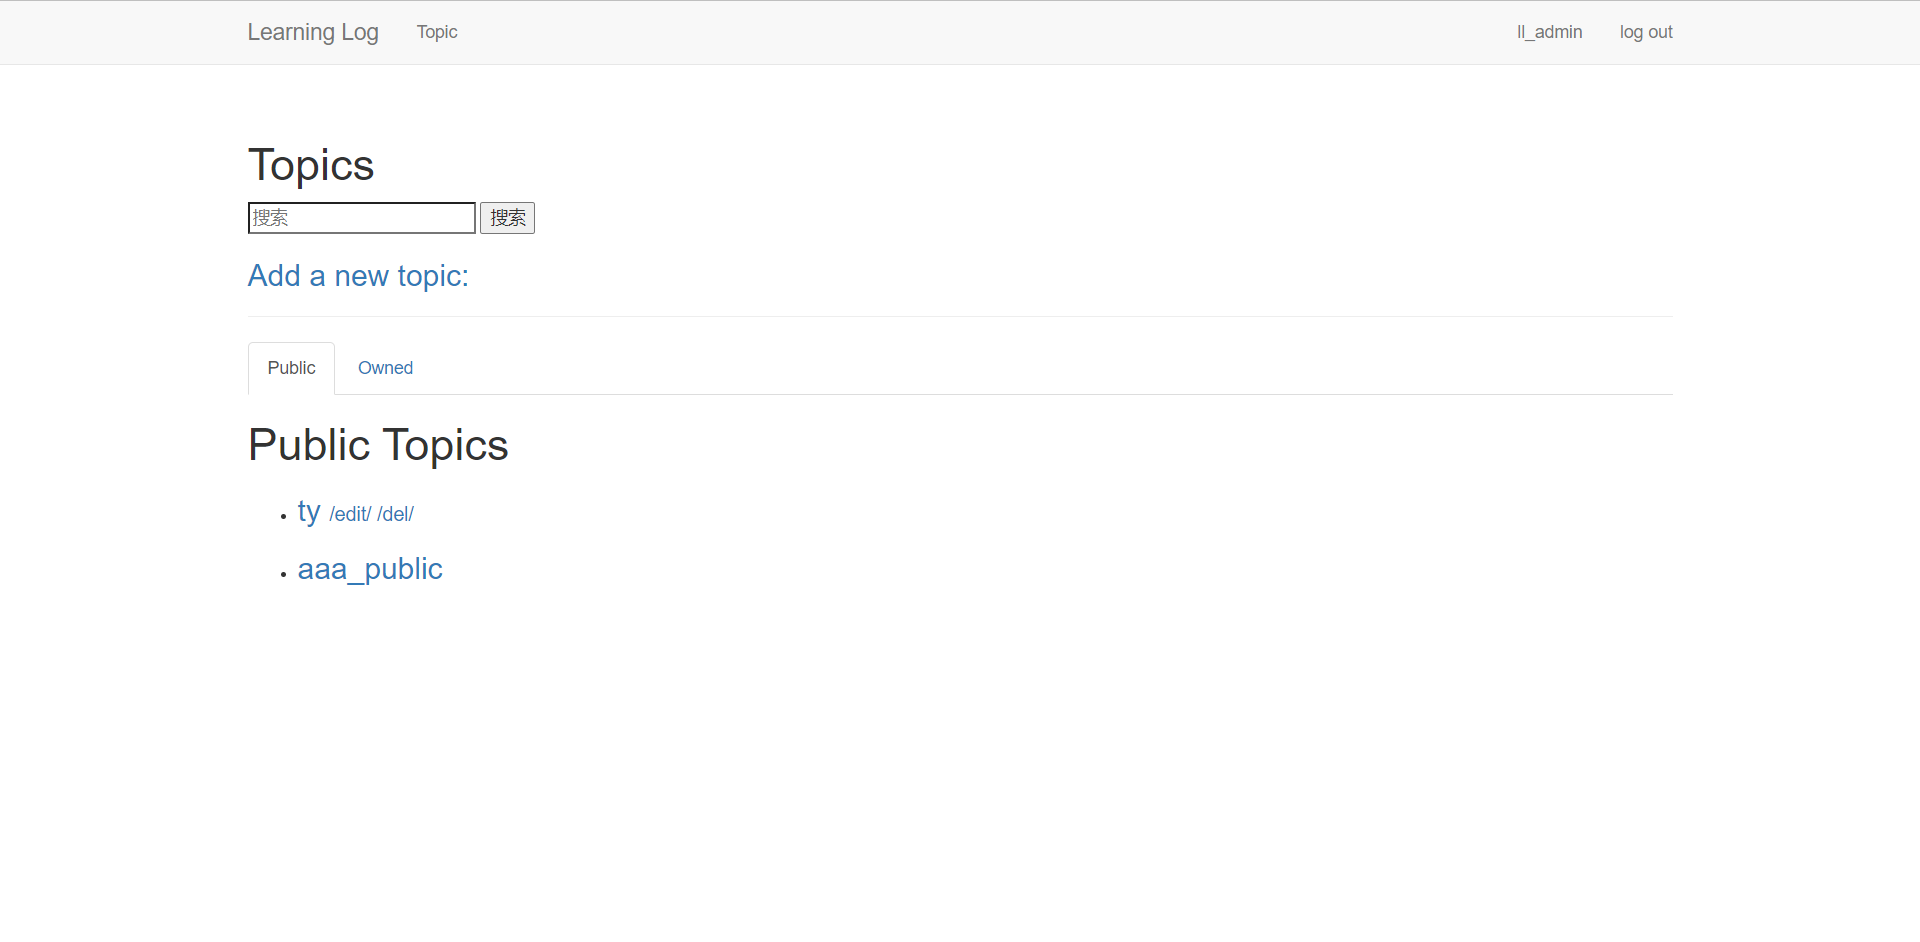 Learning Log Topic ll_admin log out
Topics
搜索 搜索
Add a new topic:
Public Owned
Public Topics
ty /edit/ /del/
aaa_public